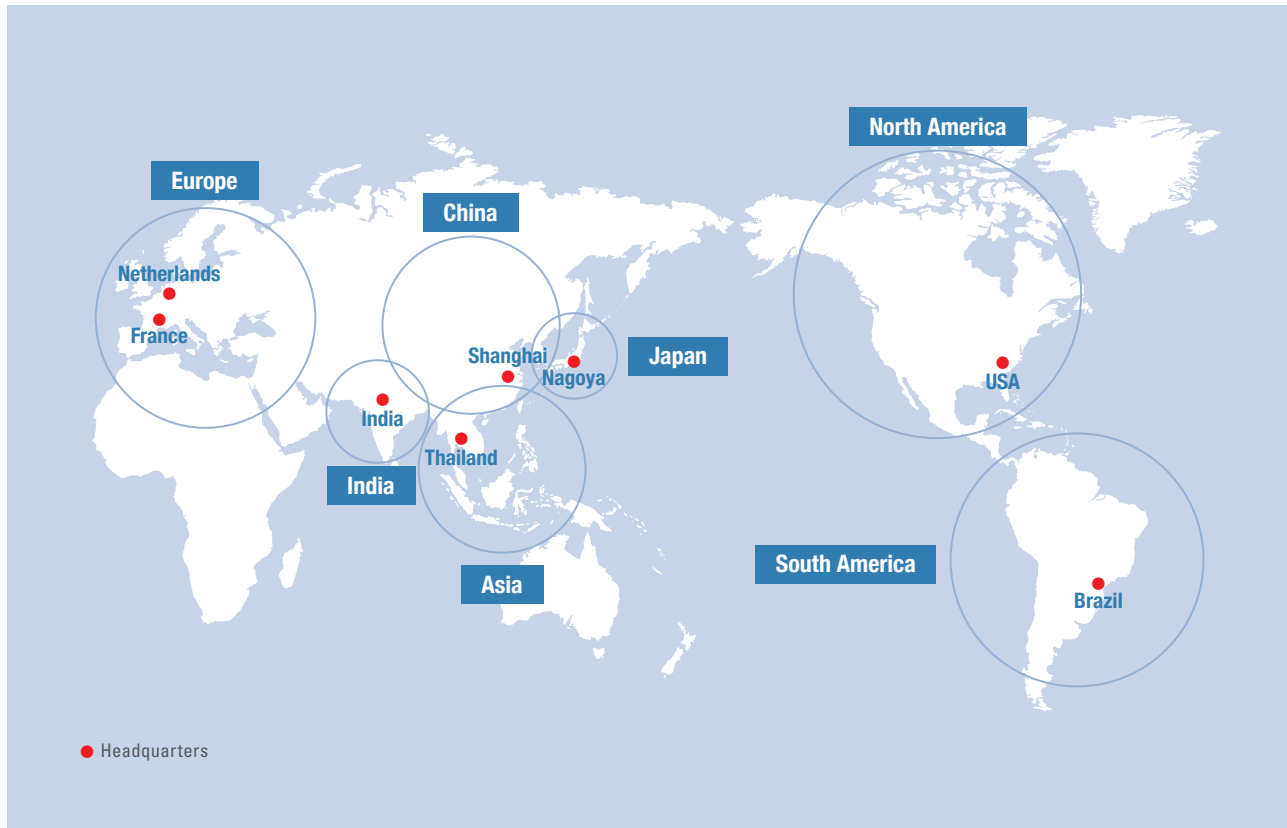 North America
Europe
China
Netherlands
France
Shanghai
Nagoya
Japan
USA
India
Thailand
India
South America
Asia
Brazil
Headquarters